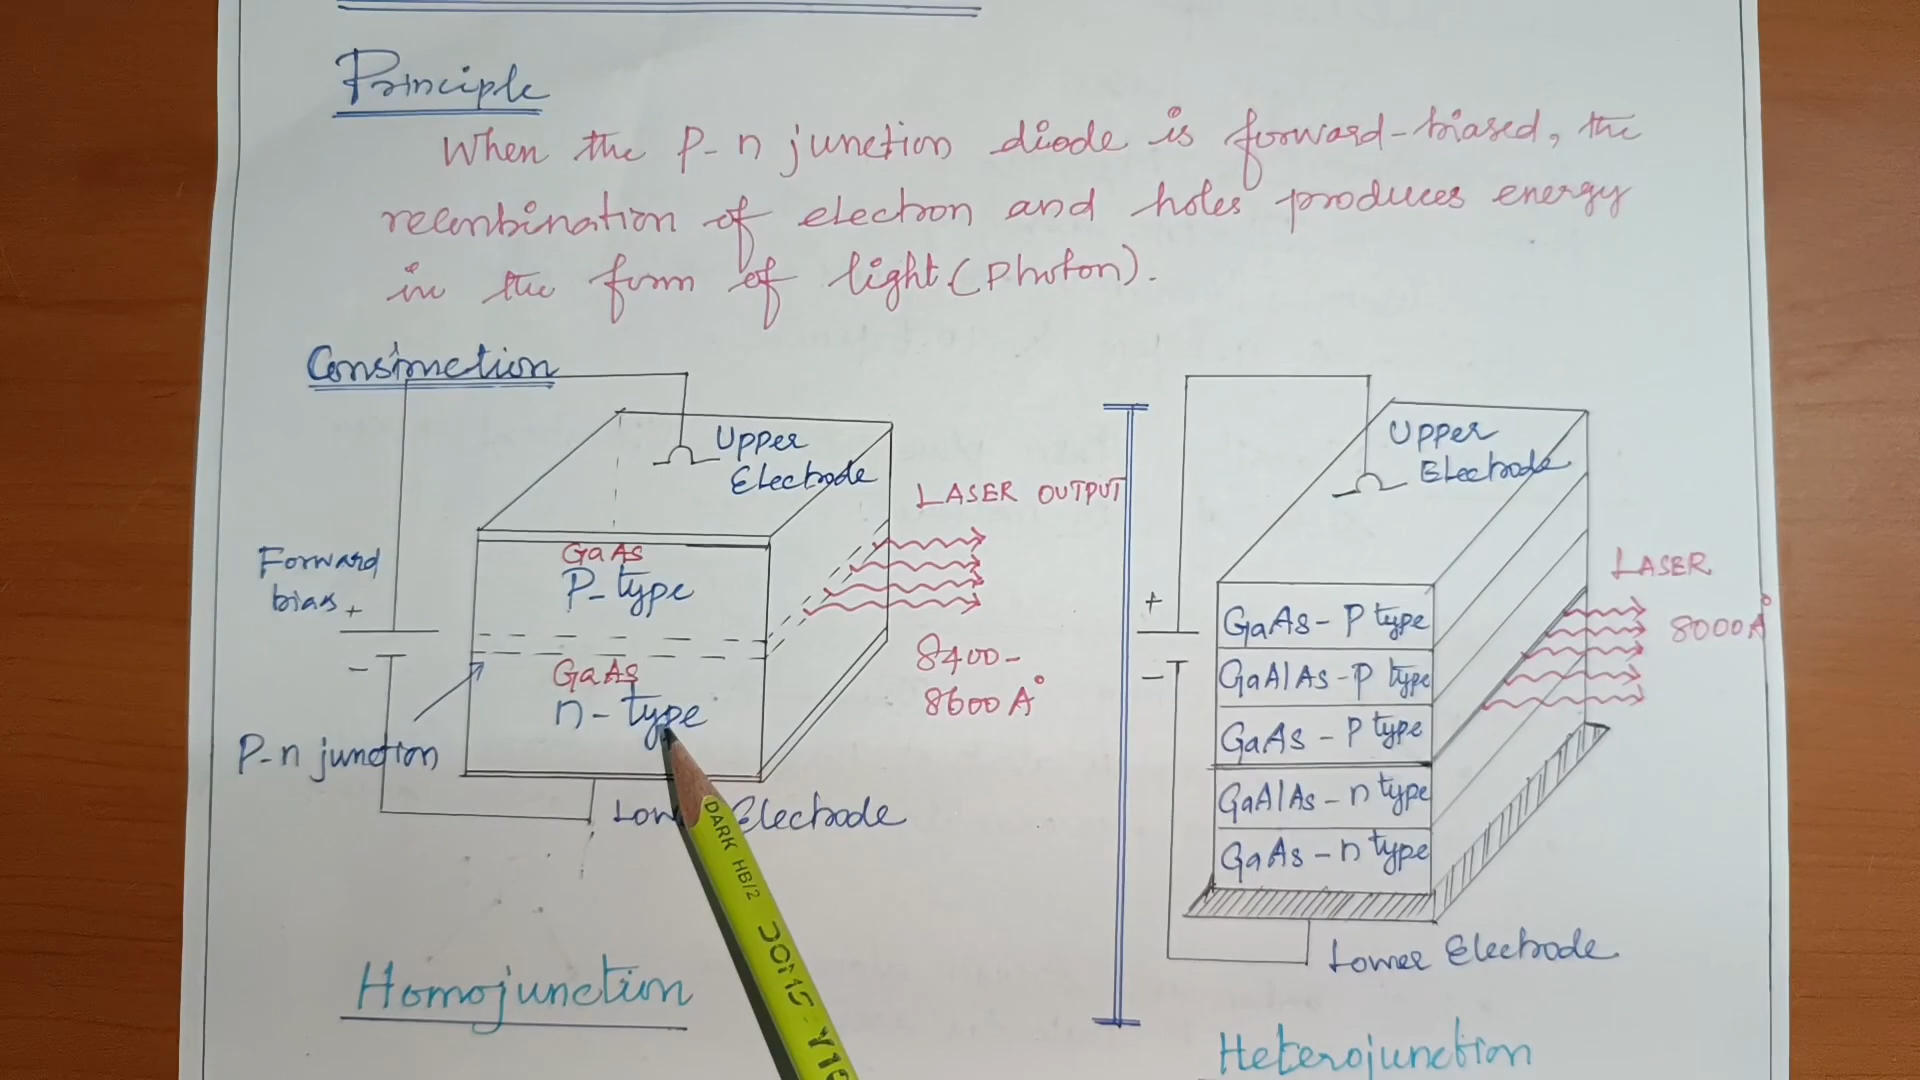 Principle
When the P-n junction diode is forward-biased, the
recombination of electron and holes produces energy
in the form of light (Photon).
Construction
Upper
Electrode
LASER OUTPUT
Forward
bias +
-
GaAs
P-type
GaAs
n-type
8400-
8600 A°
P-n junction
Electrode
Homojunction
Upper
Electrode
LASER
8000A°
+
-
GaAs - P type
GaAlAs - P type
GaAs - P type
GaAlAs - n type
GaAs - n type
Lower Electrode
Heterojunction
DARK HB/2 DOMS